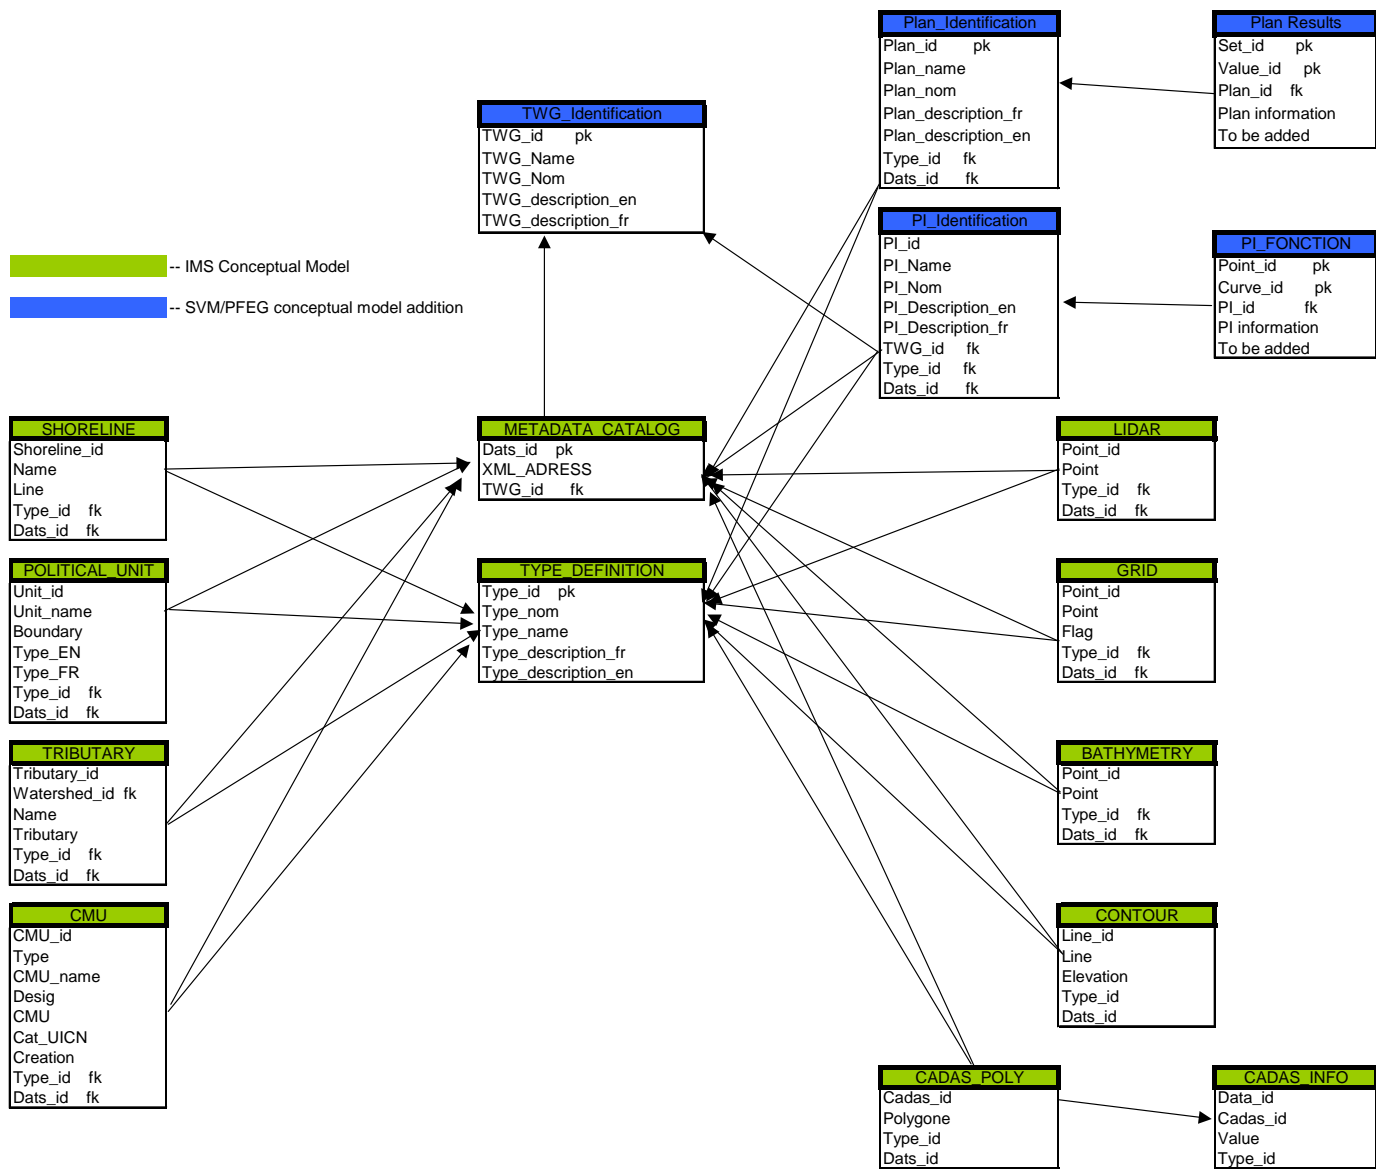 Plan_Identification
Plan_id pk
Plan_name
Plan_nom
Plan_description_fr
Plan_description_en
Type_id fk
Dats_id fk
Plan Results
Set_id pk
Value_id pk
Plan_id fk
Plan information
To be added
TWG_Identification
TWG_id pk
TWG_Name
TWG_Nom
TWG_description_en
TWG_description_fr
PI_Identification
PI_id
PI_Name
PI_Nom
PI_Description_en
PI_Description_fr
TWG_id fk
Type_id fk
Dats_id fk
PI_FONCTION
Point_id pk
Curve_id pk
PI_id fk
PI information
To be added
-- IMS Conceptual Model
-- SVM/PFEG conceptual model addition
SHORELINE
Shoreline_id
Name
Line
Type_id fk
Dats_id fk
METADATA_CATALOG
Dats_id pk
XML_ADRESS
TWG_id fk
LIDAR
Point_id
Point
Type_id fk
Dats_id fk
POLITICAL_UNIT
Unit_id
Unit_name
Boundary
Type_EN
Type_FR
Type_id fk
Dats_id fk
TYPE_DEFINITION
Type_id pk
Type_nom
Type_name
Type_description_fr
Type_description_en
GRID
Point_id
Point
Flag
Type_id fk
Dats_id fk
TRIBUTARY
Tributary_id
Watershed_id fk
Name
Tributary
Type_id fk
Dats_id fk
BATHYMETRY
Point_id
Point
Type_id fk
Dats_id fk
CMU
CMU_id
Type
CMU_name
Desig
CMU
Cat_UICN
Creation
Type_id fk
Dats_id fk
CONTOUR
Line_id
Line
Elevation
Type_id
Dats_id
CADAS_POLY
Cadas_id
Polygone
Type_id
Dats_id
CADAS_INFO
Data_id
Cadas_id
Value
Type_id